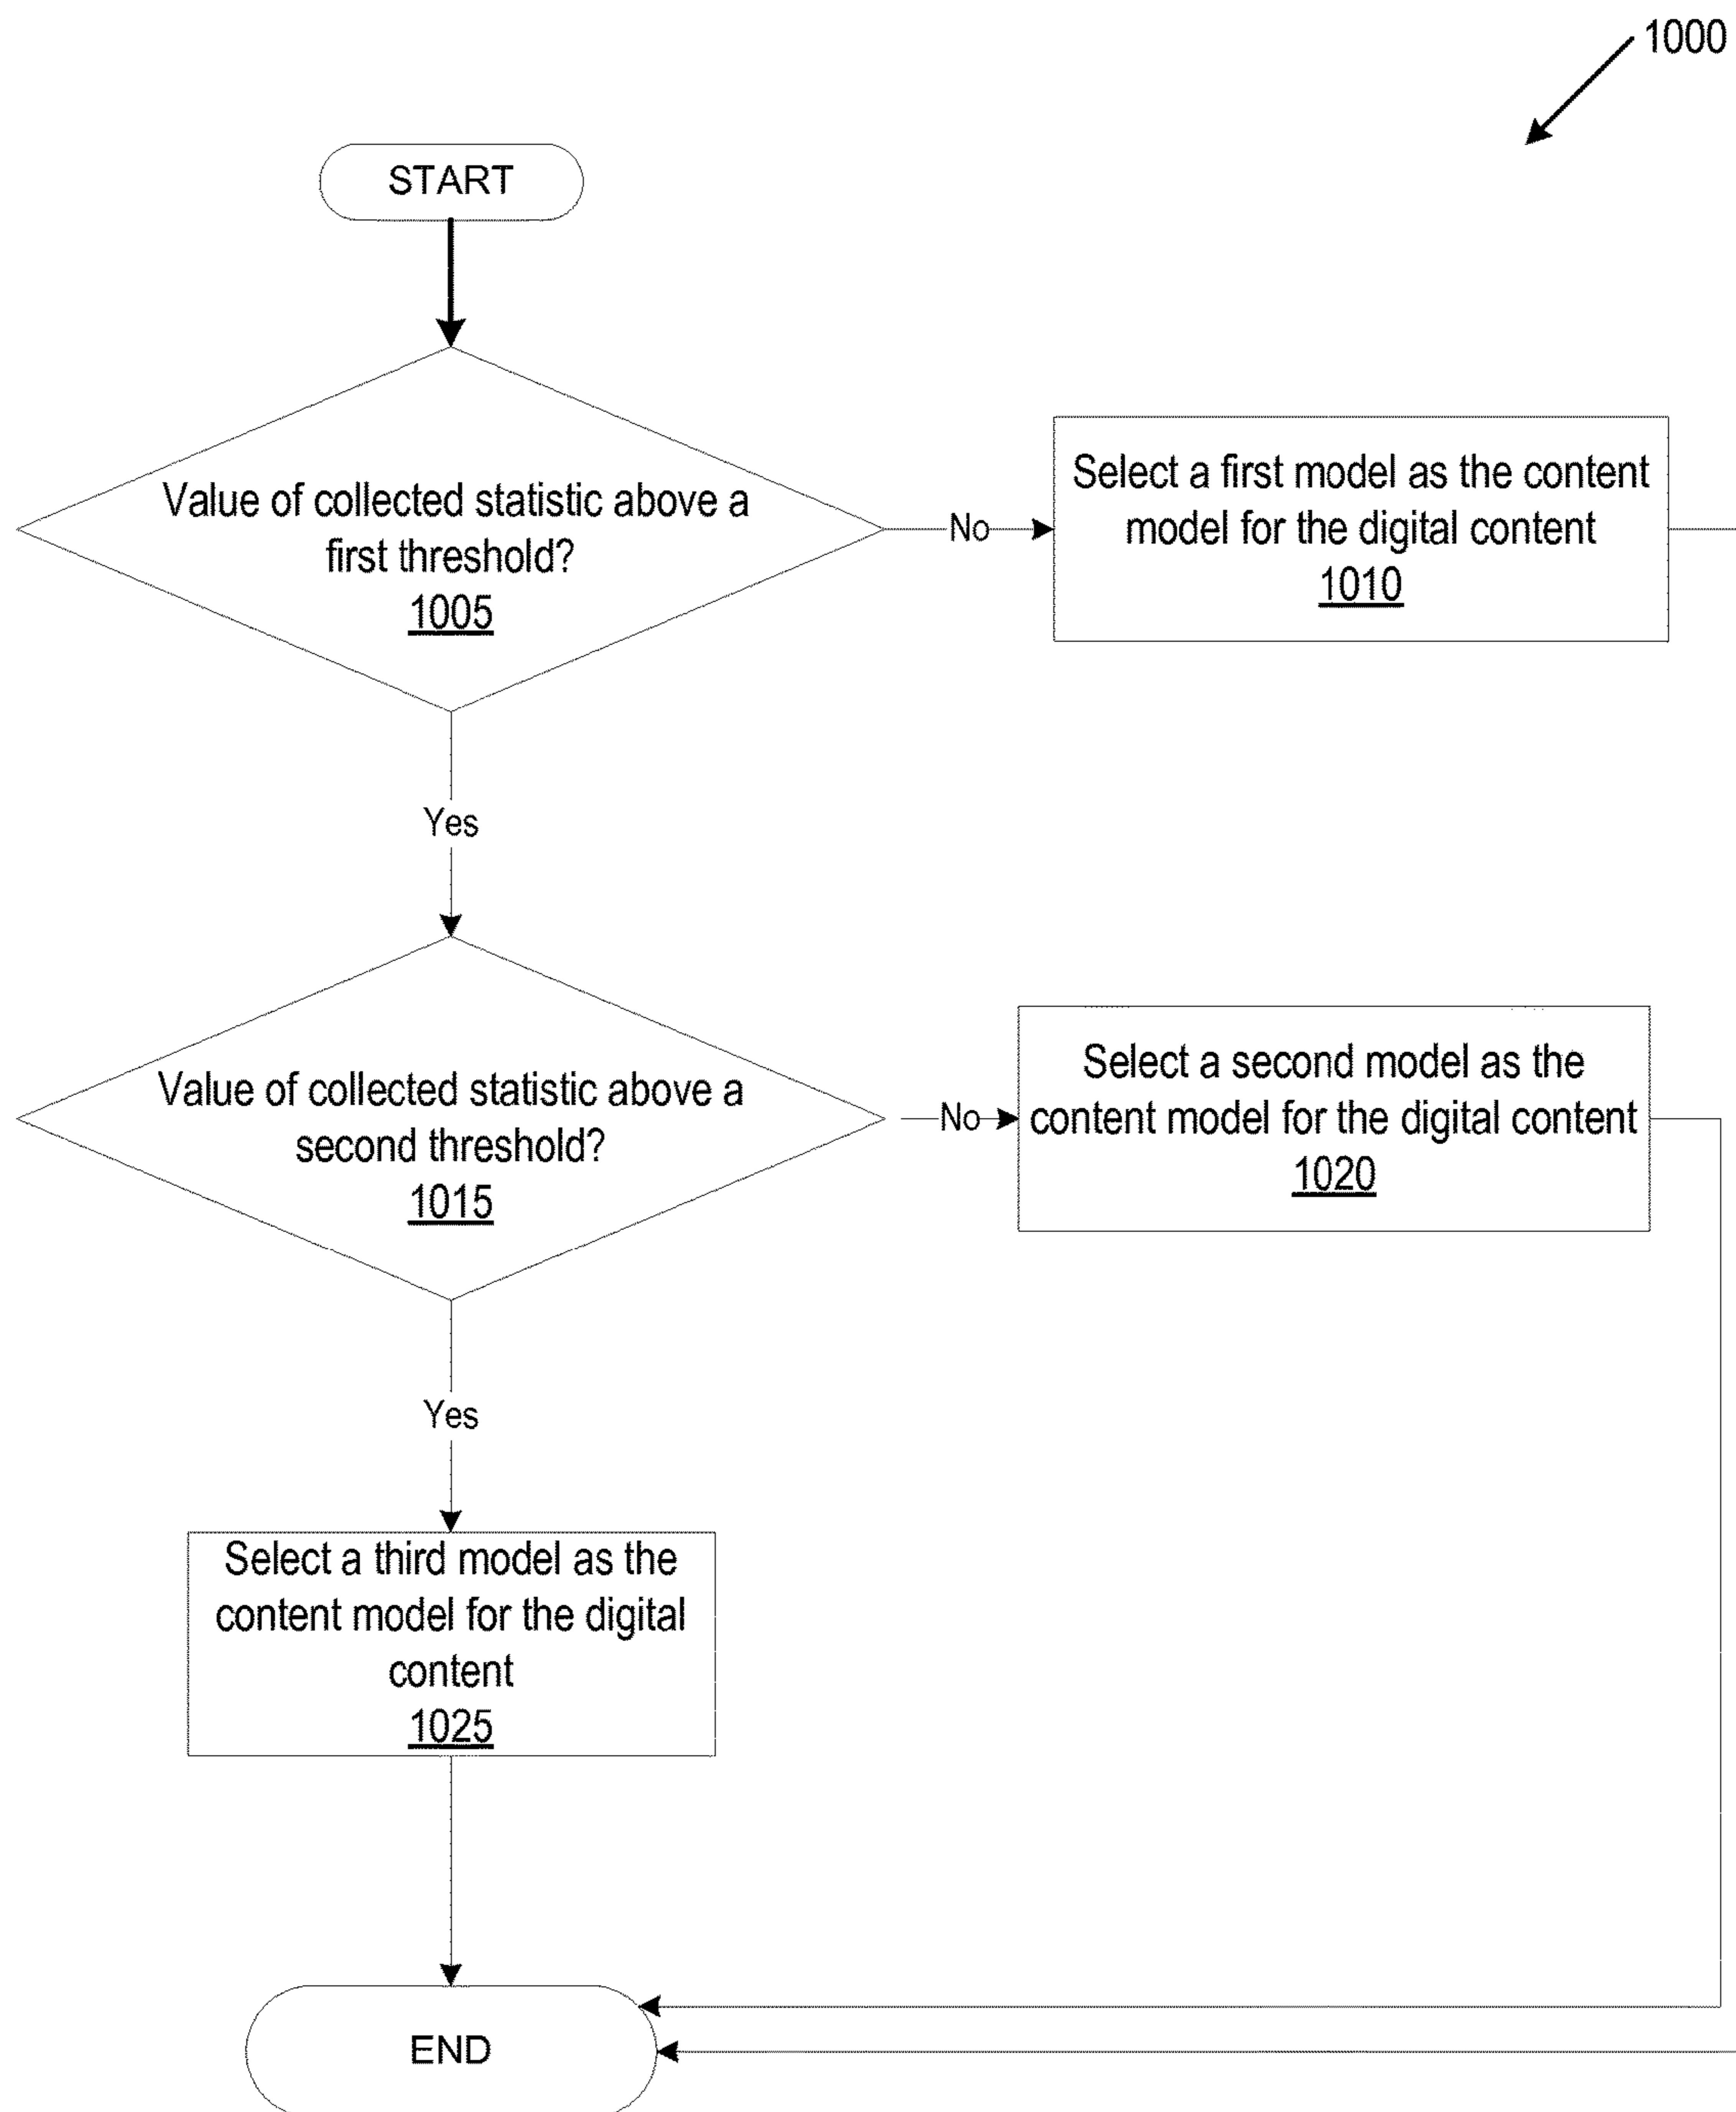 1000
START
Value of collected statistic above a
first threshold?
1005
No
Select a first model as the content
model for the digital content
1010
Yes
Value of collected statistic above a
second threshold?
1015
No
Select a second model as the
content model for the digital content
1020
Yes
Select a third model as the
content model for the digital
content
1025
END